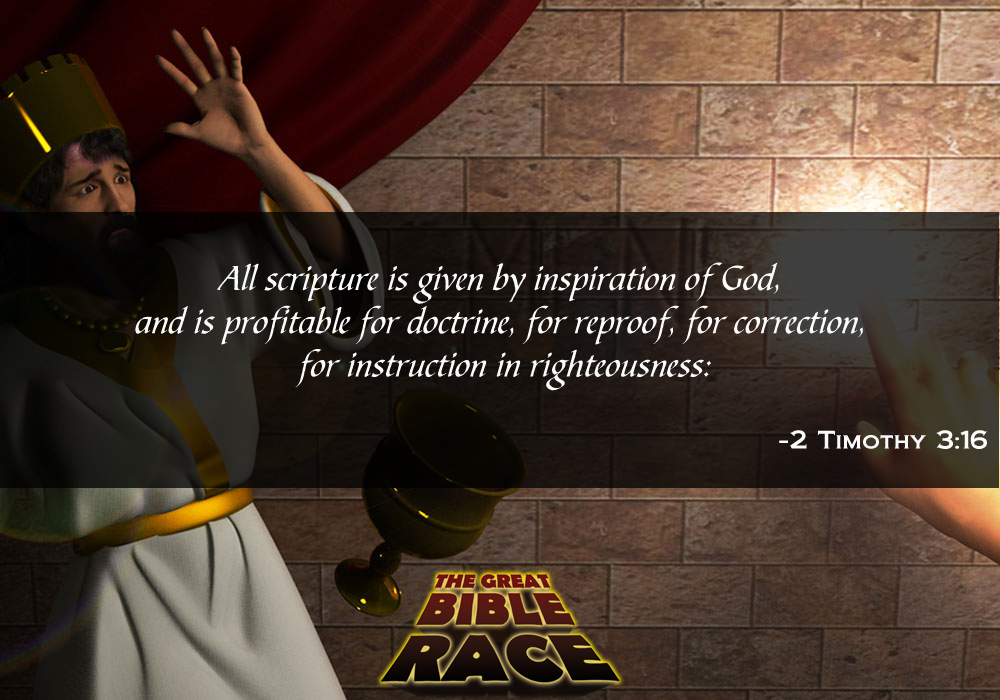 All scripture is given by inspiration of God,
and is profitable for doctrine, for reproof, for correction,
for instruction in righteousness:
-2 Timothy 3:16
THE GREAT
BIBLE
RACE